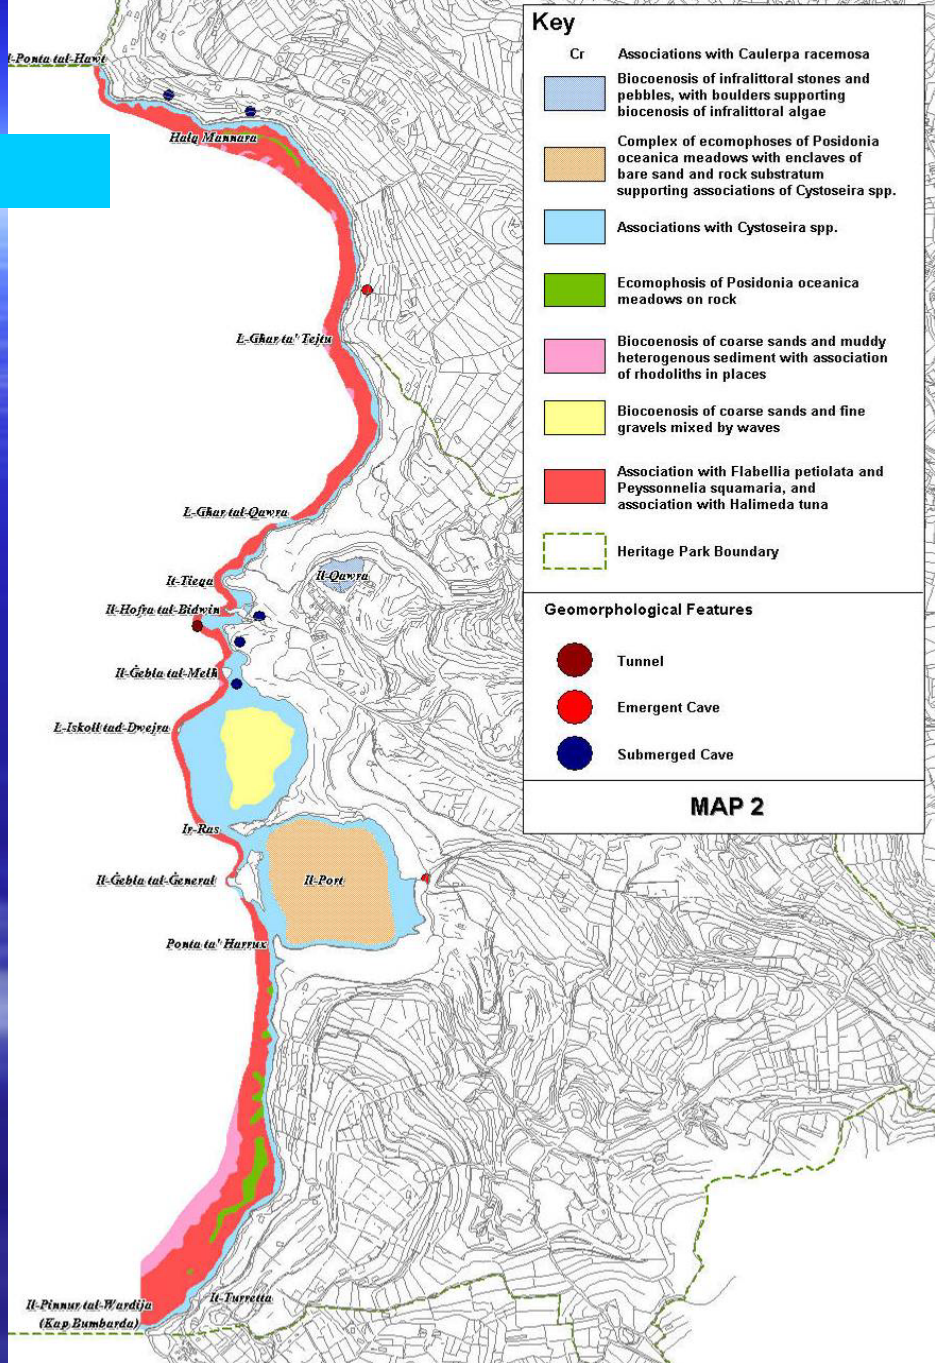 Key
Cr Associations with Caulerpa racemosa
Biocoenosis of infralittoral stones and
pebbles, with boulders supporting
biocenosis of infralittoral algae
Complex of ecomophoses of Posidonia
oceanica meadows with enclaves of
bare sand and rock substratum
supporting associations of Cystoseira spp.
Associations with Cystoseira spp.
Ecomophosis of Posidonia oceanica
meadows on rock
Biocoenosis of coarse sands and muddy
heterogenous sediment with association
of rhodoliths in places
Biocoenosis of coarse sands and fine
gravels mixed by waves
Association with Flabellia petiolata and
Peyssonnelia squamaria, and
association with Halimeda tuna
Heritage Park Boundary
Geomorphological Features
Tunnel
Emergent Cave
Submerged Cave
MAP 2
Il-Ponta tal-Hawt
Halq Mannara
L-Ghar ta' Tejtu
L-Ghar tal-Qawra
It-Tieqa
Il-Qawra
Il-Hofra tal-Bidwin
Il-Ġebla tal-Melh
L-Iskoll tad-Dwejra
Ir-Ras
Il-Ġebla tal-Ġeneral
Il-Port
Ponta ta' Harrux
It-Turretta
Il-Pinnur tal-Wardija
(Kap Bumbarda)